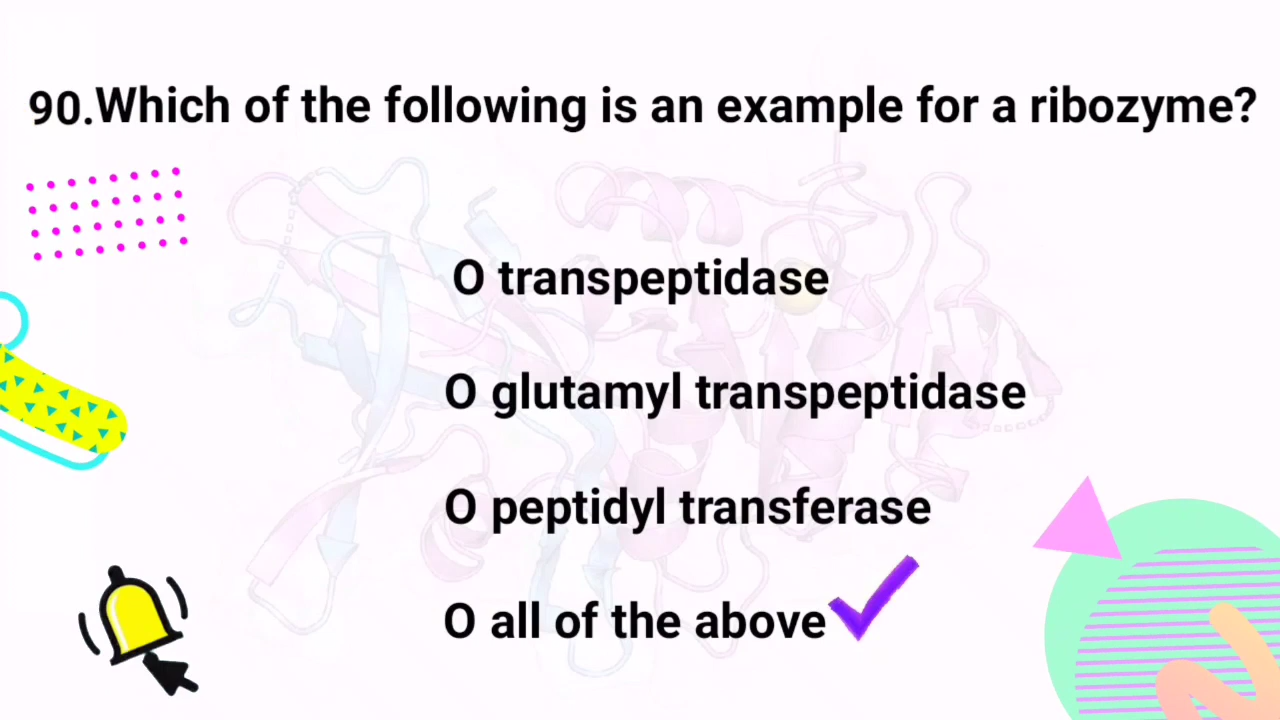 90.Which of the following is an example for a ribozyme?
O transpeptidase
O glutamyl transpeptidase
O peptidyl transferase
O all of the above